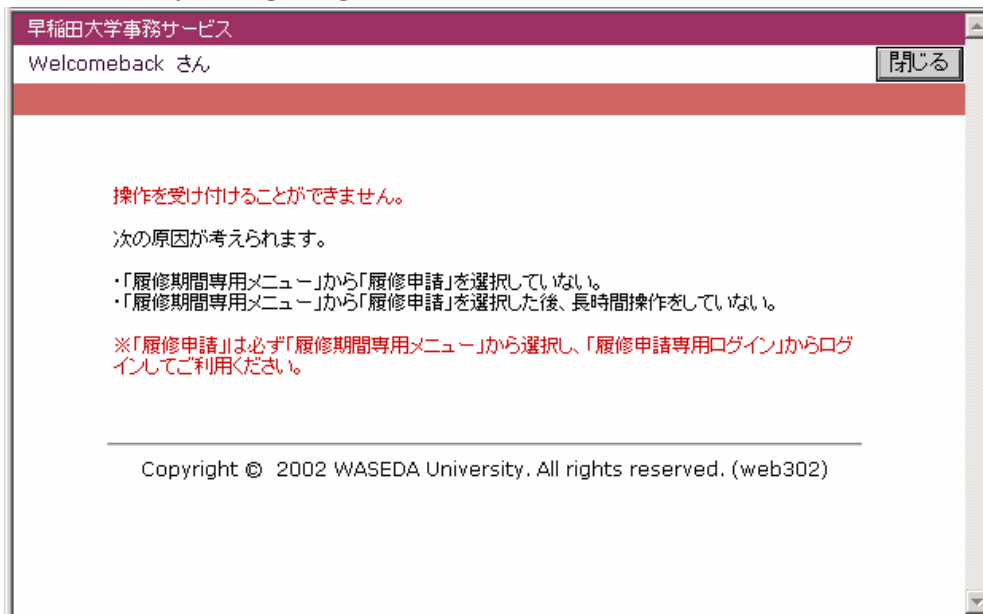 早稲田大学事務サービス
Welcomeback さん
閉じる
操作を受け付けることができません。
次の原因が考えられます。
・「履修期間専用メニュー」から「履修申請」を選択していない。
・「履修期間専用メニュー」から「履修申請」を選択した後、長時間操作をしていない。
※「履修申請」は必ず「履修期間専用メニュー」から選択し、「履修申請専用ログイン」からログ
インしてご利用ください。
Copyright © 2002 WASEDA University. All rights reserved. (web302)